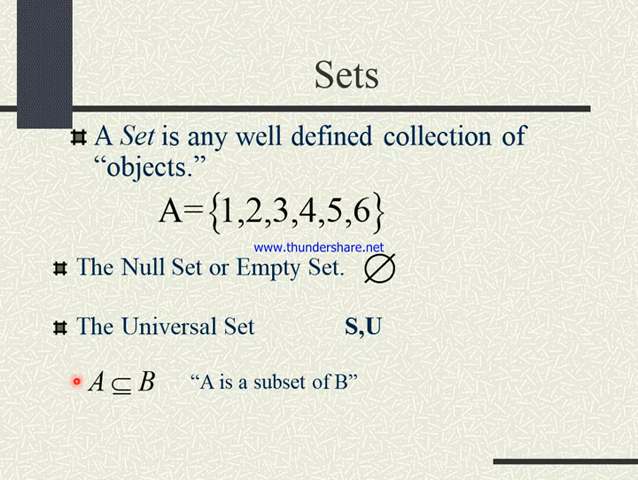 Sets
A Set is any well defined collection of
“objects.”
A={1,2,3,4,5,6}
www.thundershare.net
The Null Set or Empty Set. ∅
The Universal Set S,U
A ⊆ B “A is a subset of B”